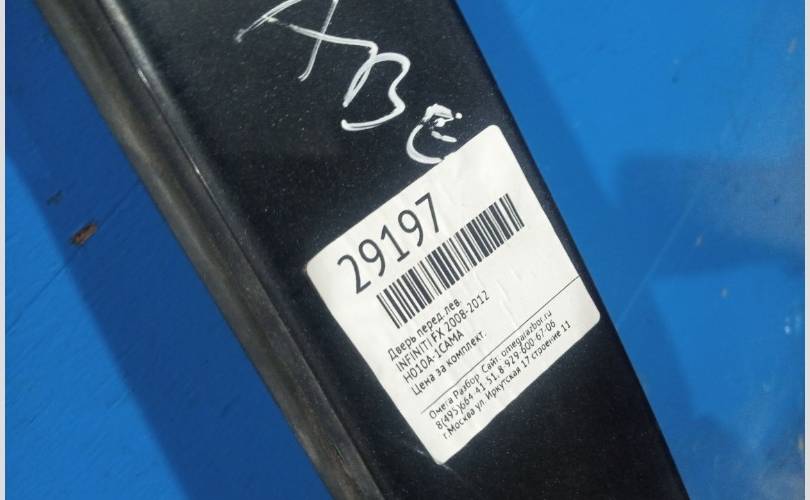 ХВС
29197
Дверь перед.лев.
INFINITI FX 2008-2012
H010A-1CAMA
Цена за комплект.
Омега Разбор Сайт: omegarazbor.ru
8(495)664-41-51, 8-929-600-67-06
г.Москва ул. Иркутская 17 строение 11